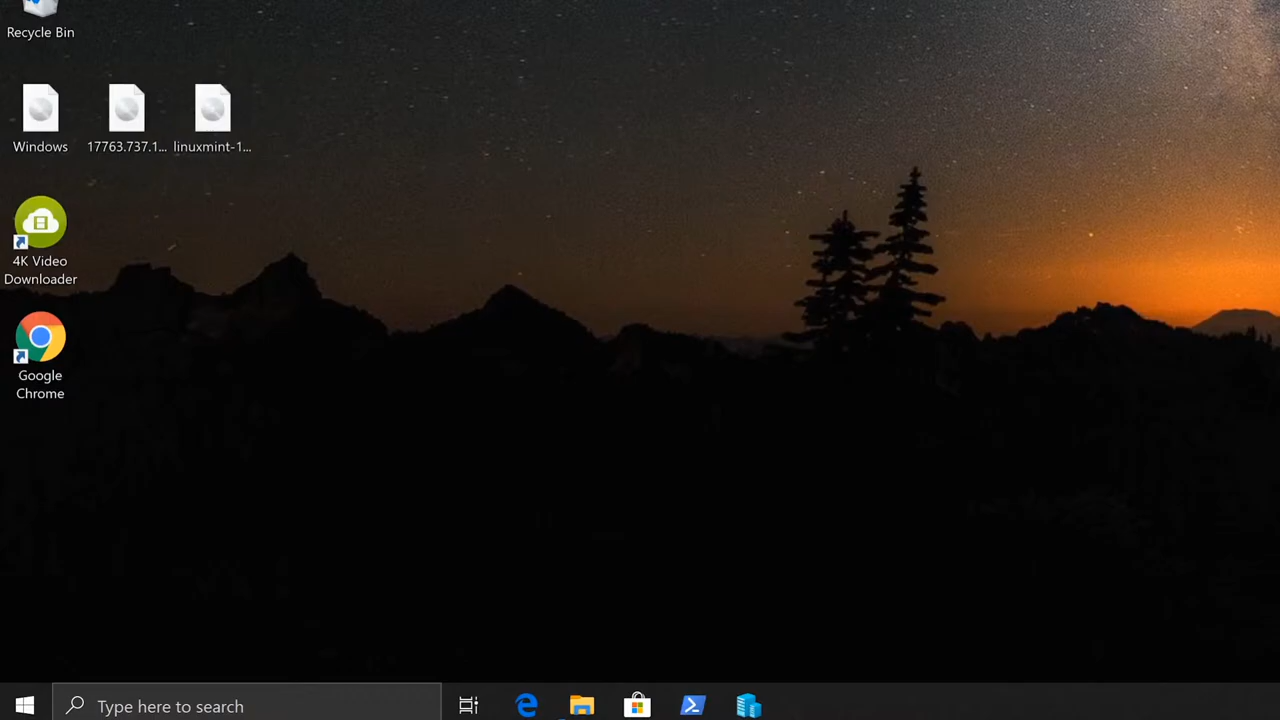 Recycle Bin
Windows
17763.737.1...
linuxmint-1...
4K Video
Downloader
Google
Chrome
Type here to search